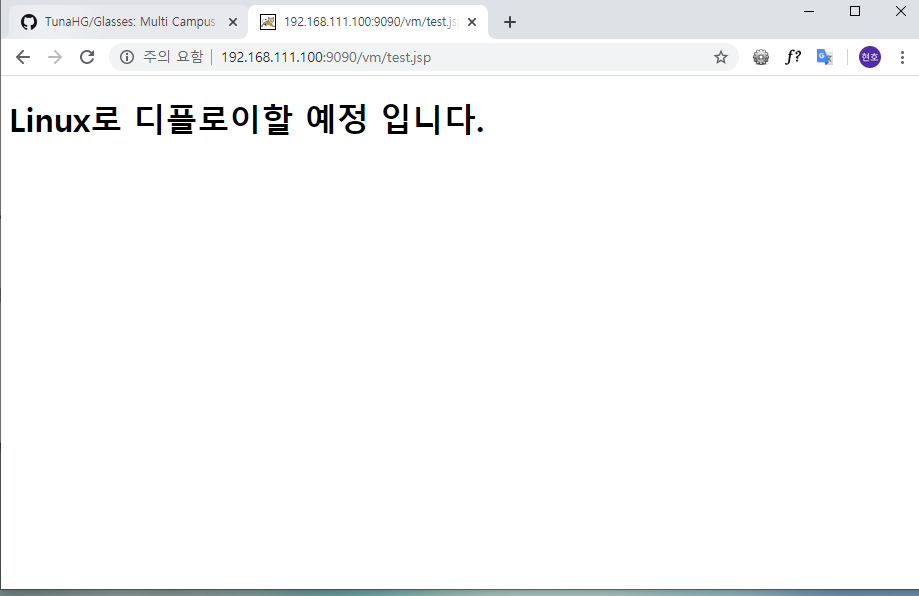 TunaHG/Glasses: Multi Campus
192.168.111.100:9090/vm/test.js
주의 요함 | 192.168.111.100:9090/vm/test.jsp
f?
현호
Linux로 디플로이할 예정 입니다.